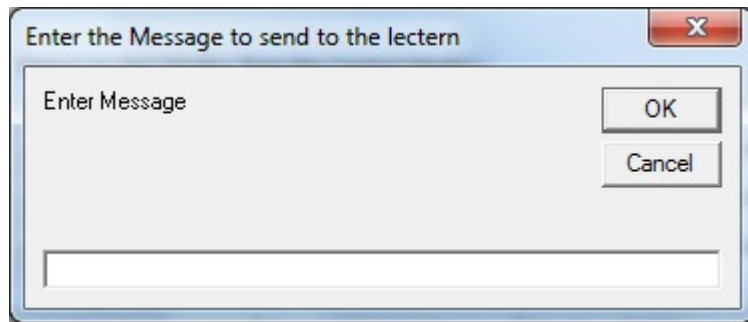 Enter the Message to send to the lectern
Enter Message
OK
Cancel